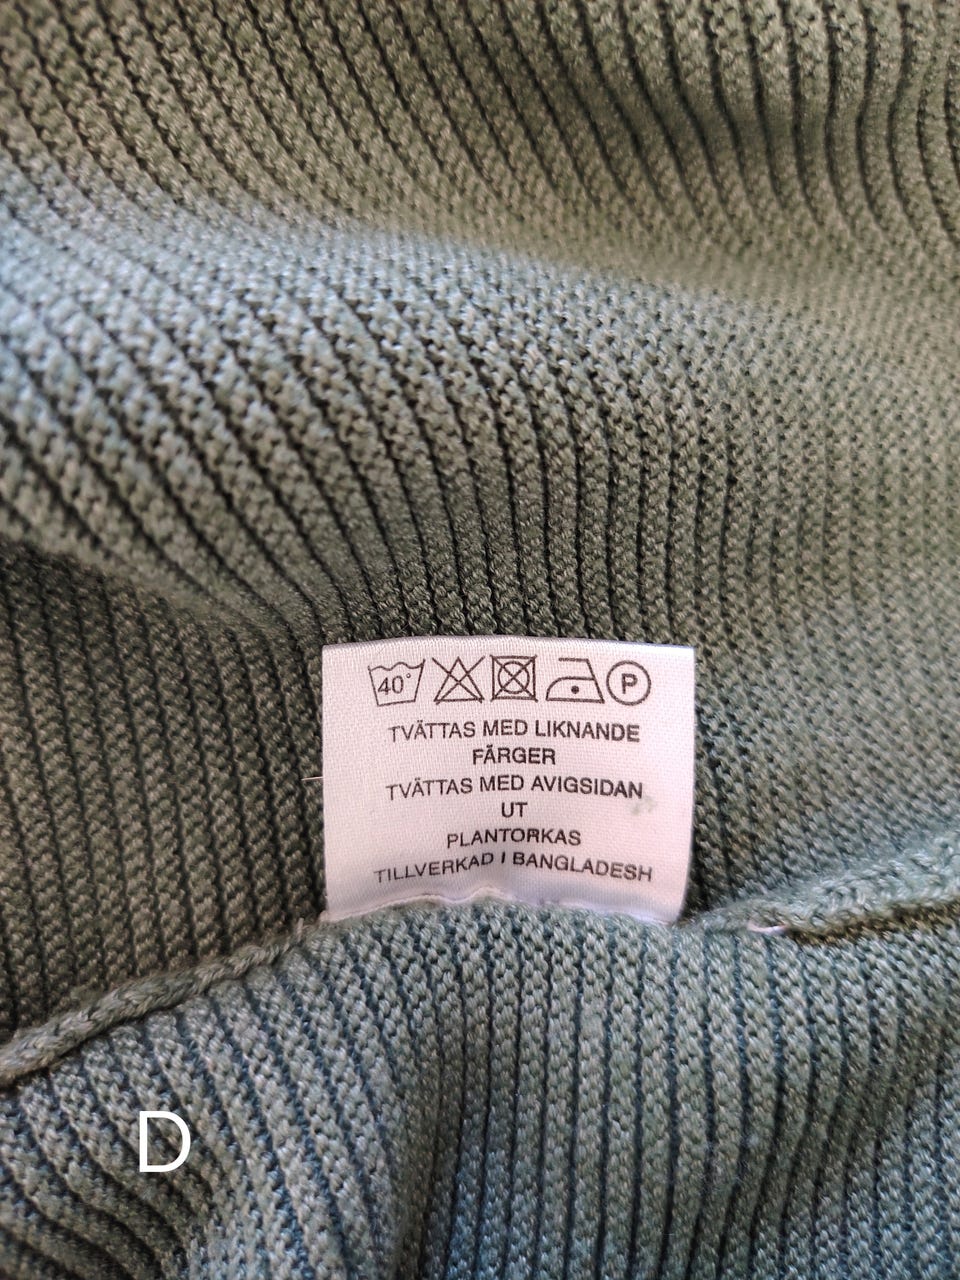 40°
P
TVÄTTAS MED LIKNANDE
FÄRGER
TVÄTTAS MED AVIGSIDAN
UT
PLANTORKAS
TILLVERKAD I BANGLADESH
D